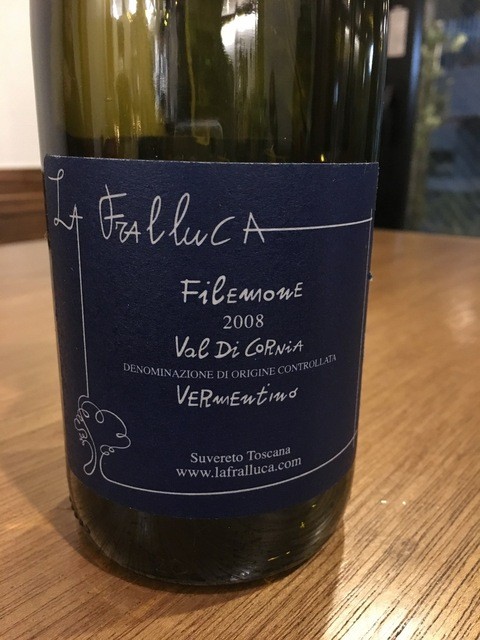 La Fralluca
Filemone
2008
Val Di Cornia
DENOMINAZIONE DI ORIGINE CONTROLLATA
Vermentino
Suvereto Toscana
www.lafralluca.com